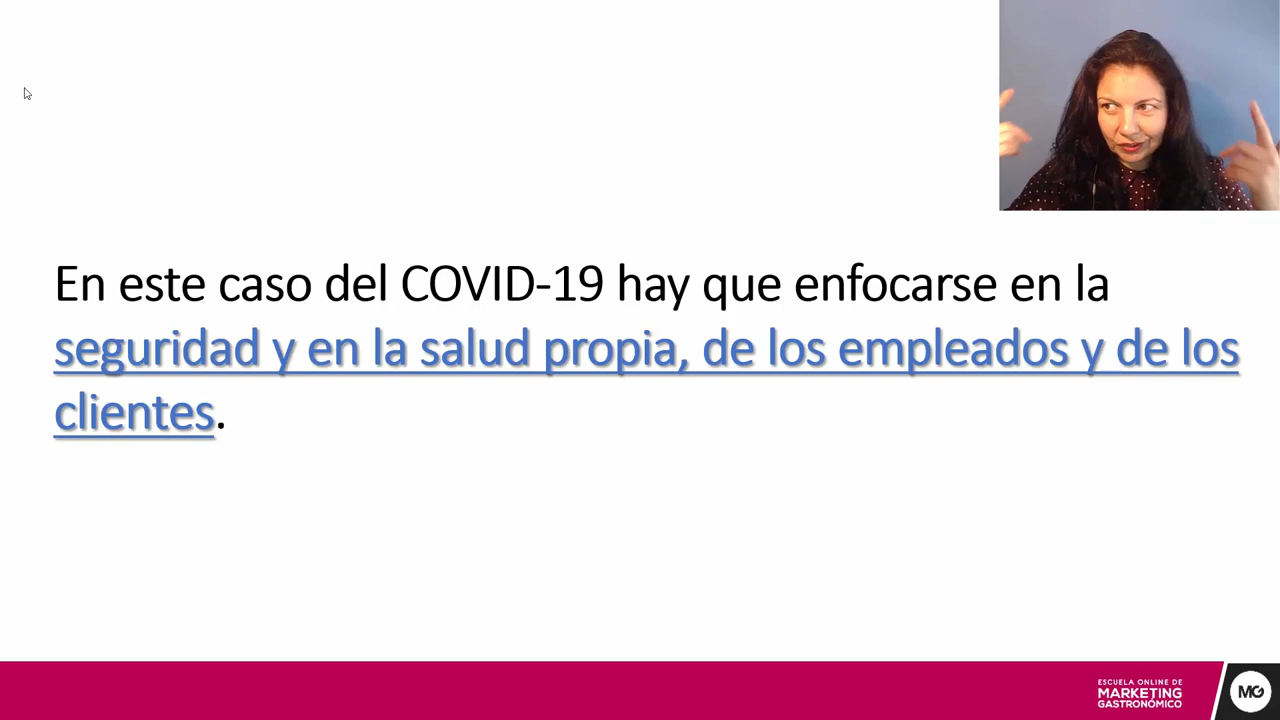 En este caso del COVID-19 hay que enfocarse en la
seguridad y en la salud propia, de los empleados y de los
clientes.
ESCUELA ONLINE DE
MARKETING
GASTRONÓMICO
MG